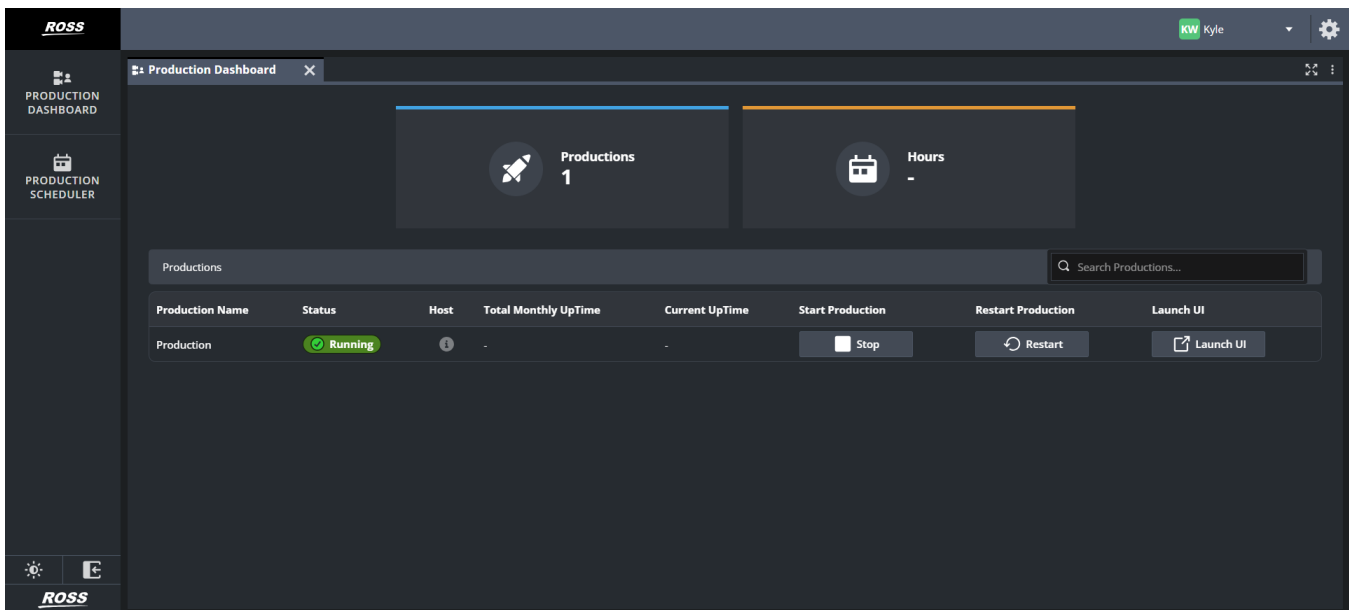 ROSS
KW Kyle
PRODUCTION
DASHBOARD
Production Dashboard
PRODUCTION
SCHEDULER
Productions
1
Hours
-
Productions
Search Productions...
Production Name Status Host Total Monthly UpTime Current UpTime Start Production Restart Production Launch UI
Production Running - - Stop Restart Launch UI
ROSS